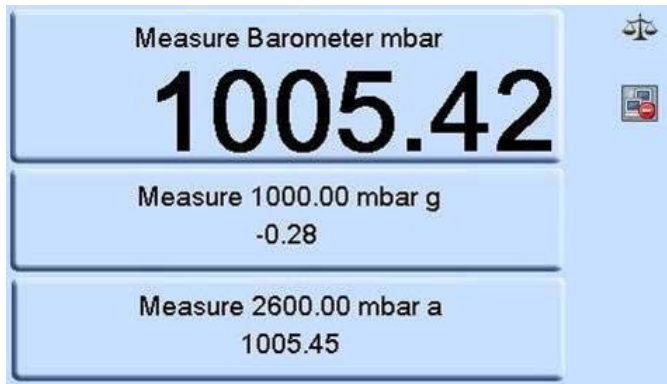 Measure Barometer mbar
1005.42
Measure 1000.00 mbar g
-0.28
Measure 2600.00 mbar a
1005.45